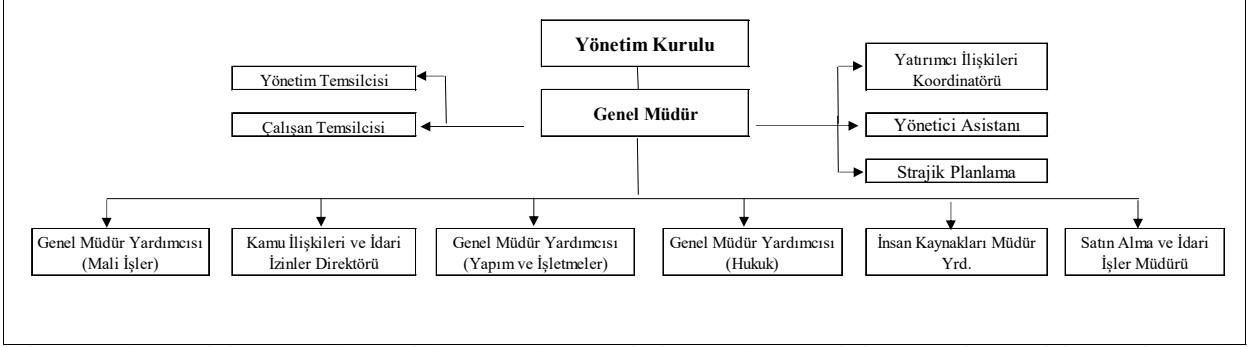 Yönetim Kurulu
Yönetim Temsilcisi
Yatırımcı İlişkileri
Koordinatörü
Genel Müdür
Çalışan Temsilcisi
Yönetici Asistanı
Strajik Planlama
Genel Müdür Yardımcısı
(Mali İşler)
Kamu İlişkileri ve İdari
İzinler Direktörü
Genel Müdür Yardımcısı
(Yapım ve İşletmeler)
Genel Müdür Yardımcısı
(Hukuk)
İnsan Kaynakları Müdür
Yrd.
Satın Alma ve İdari
İşler Müdürü